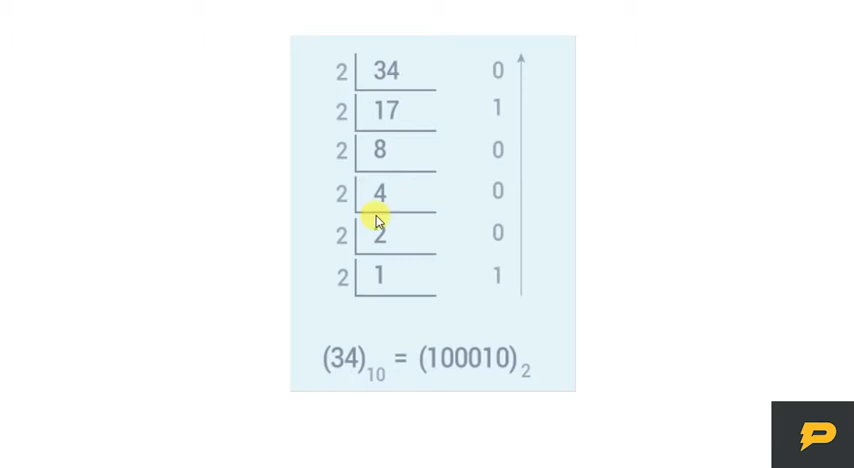 2 34 0
2 17 1
2 8 0
2 4 0
2 2 0
2 1 1
(34)10 = (100010)2